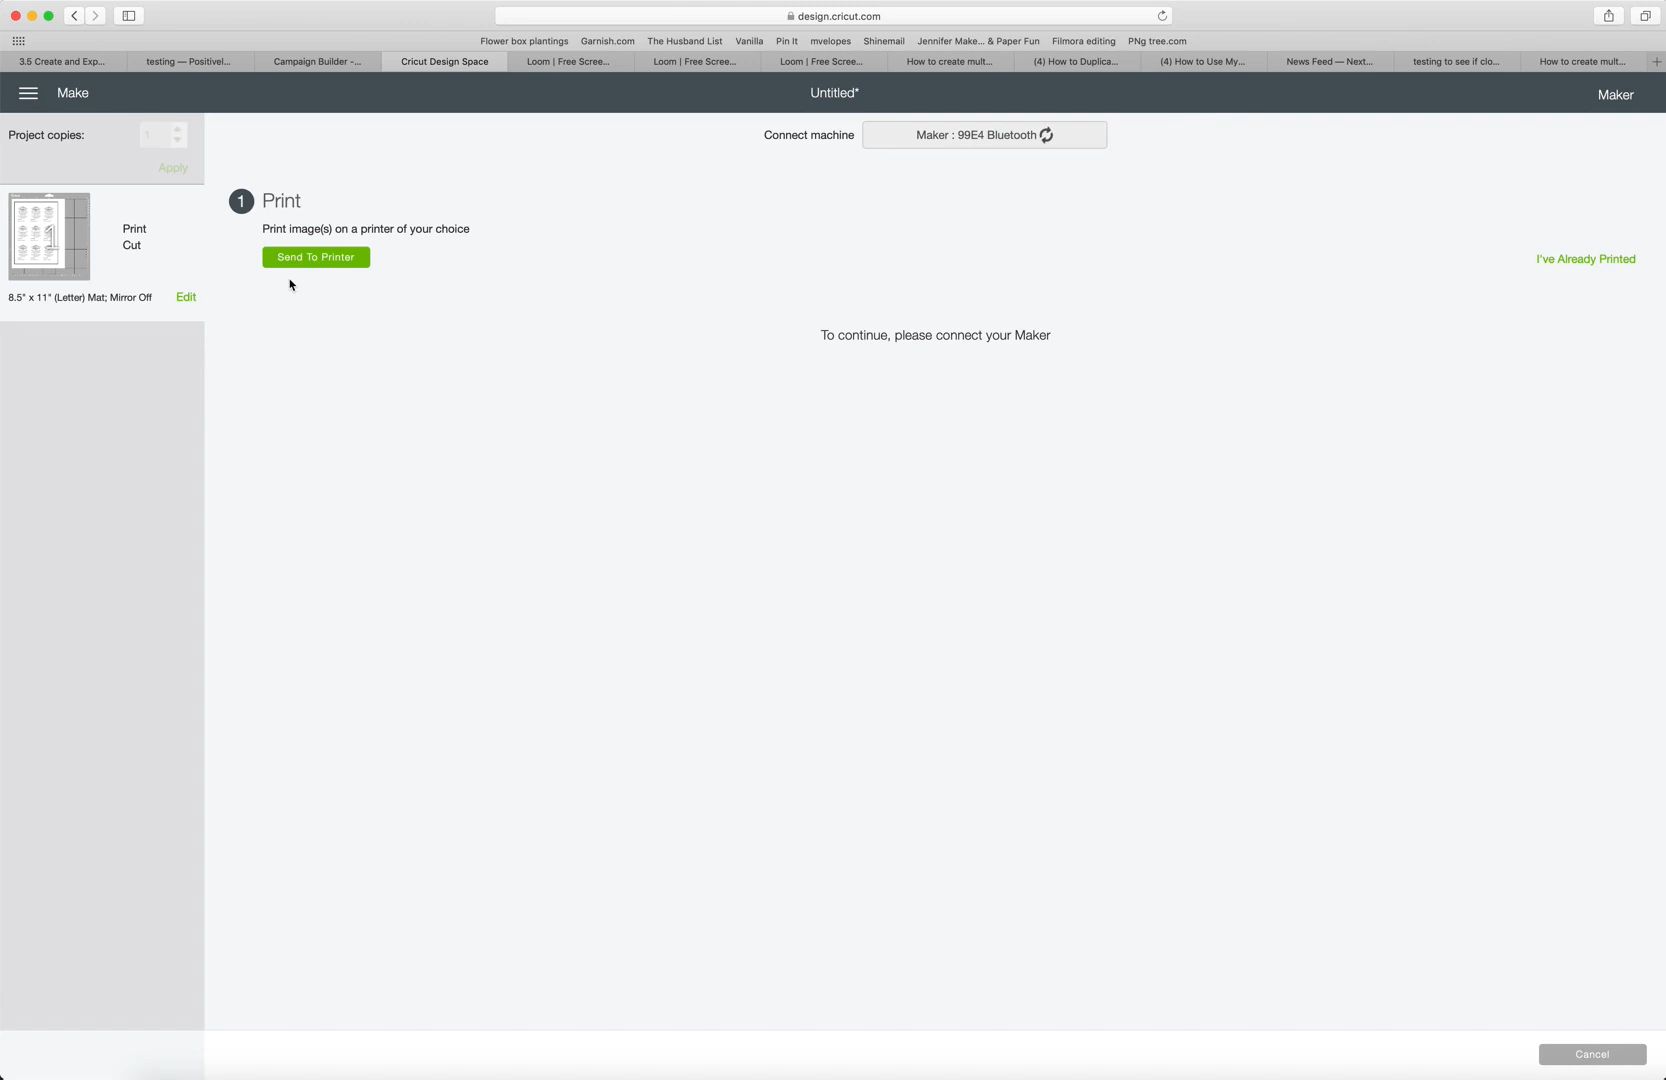 design.cricut.com
Flower box plantings Garnish.com The Husband List Vanilla Pin It mvelopes Shinemail Jennifer Make... & Paper Fun Filmora editing PNg tree.com
3.5 Create and Exp... testing — Positivel... Campaign Builder -... Cricut Design Space Loom | Free Scree... Loom | Free Scree... Loom | Free Scree... How to create mult... (4) How to Duplica... (4) How to Use My... News Feed — Next... testing to see if clo... How to create mult...
Make Untitled* Maker
Project copies: 1 Connect machine Maker : 99E4 Bluetooth
Apply
1 Print
Print
Cut
Print image(s) on a printer of your choice
Send To Printer
I've Already Printed
8.5" x 11" (Letter) Mat; Mirror Off Edit
To continue, please connect your Maker
Cancel